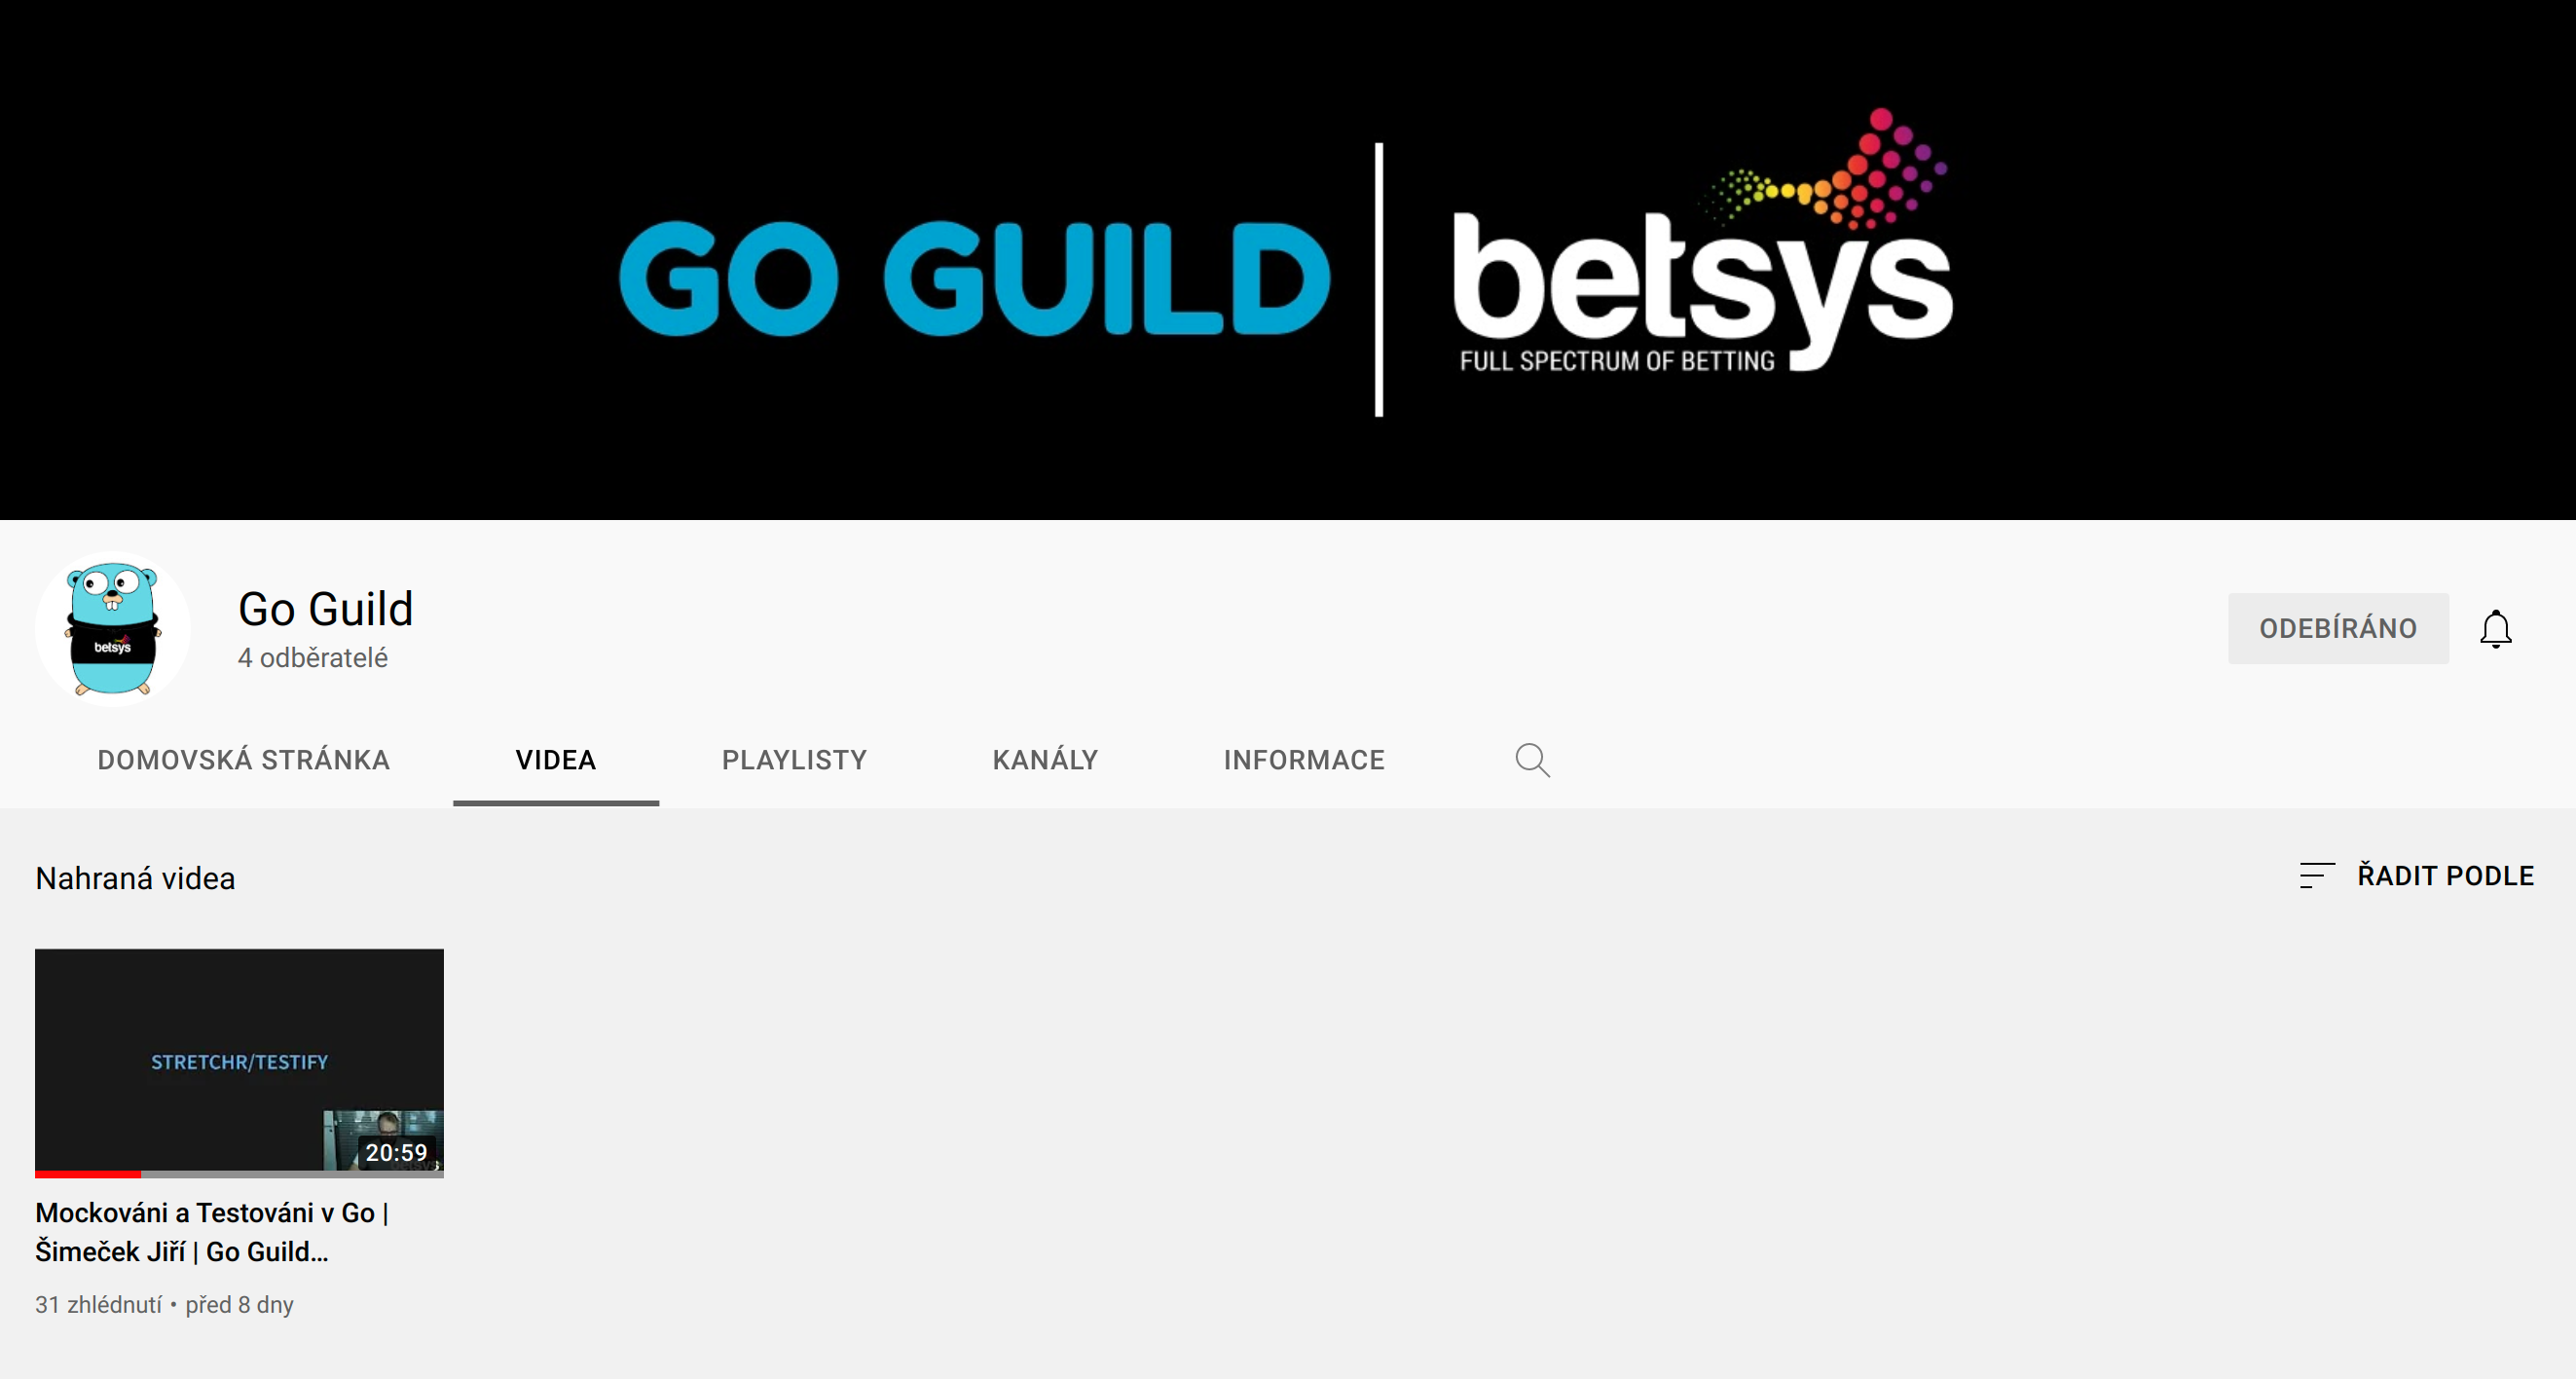 GO GUILD
betsys
FULL SPECTRUM OF BETTING
betsys
Go Guild
4 odběratelé
ODEBÍRÁNO
DOMOVSKÁ STRÁNKA
VIDEA
PLAYLISTY
KANÁLY
INFORMACE
Nahraná videa
ŘADIT PODLE
STRETCHR/TESTIFY
20:59
Mockováni a Testováni v Go |
Šimeček Jiří | Go Guild...
31 zhlédnutí • před 8 dny